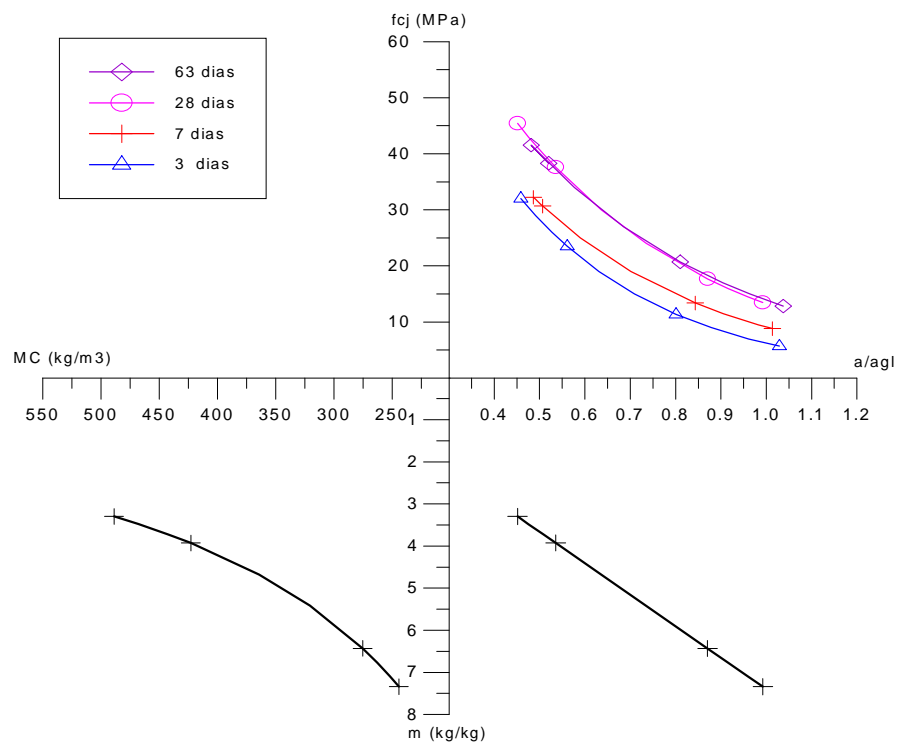 fcj (MPa)
60
63 dias
28 dias
7 dias
3 dias
50
40
30
20
10
MC (kg/m3)
a/agl
550 500 450 400 350 300 250
0.4 0.5 0.6 0.7 0.8 0.9 1.0 1.1 1.2
1
2
3
4
5
6
7
8
m (kg/kg)